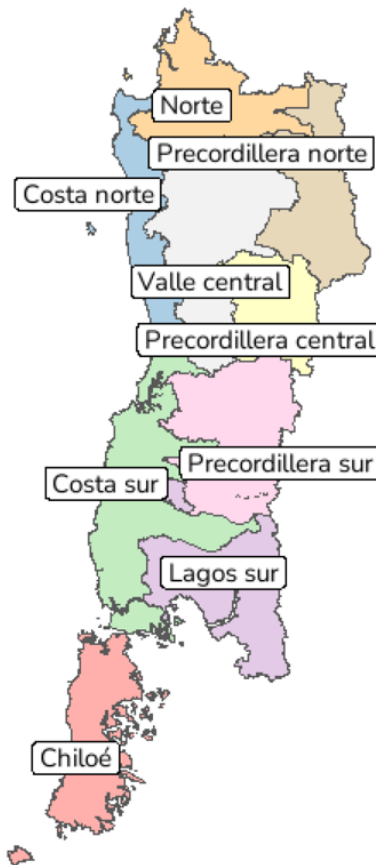 Norte
Precordillera norte
Costa norte
Valle central
Precordillera central
Precordillera sur
Costa sur
Lagos sur
Chiloé